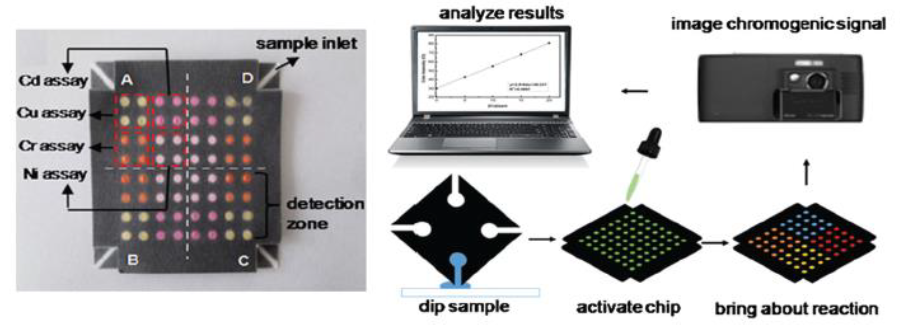 analyze results
image chromogenic signal
sample inlet
A
D
Cd assay
Cu assay
Cr assay
Ni assay
detection
zone
B
C
dip sample
activate chip
bring about reaction